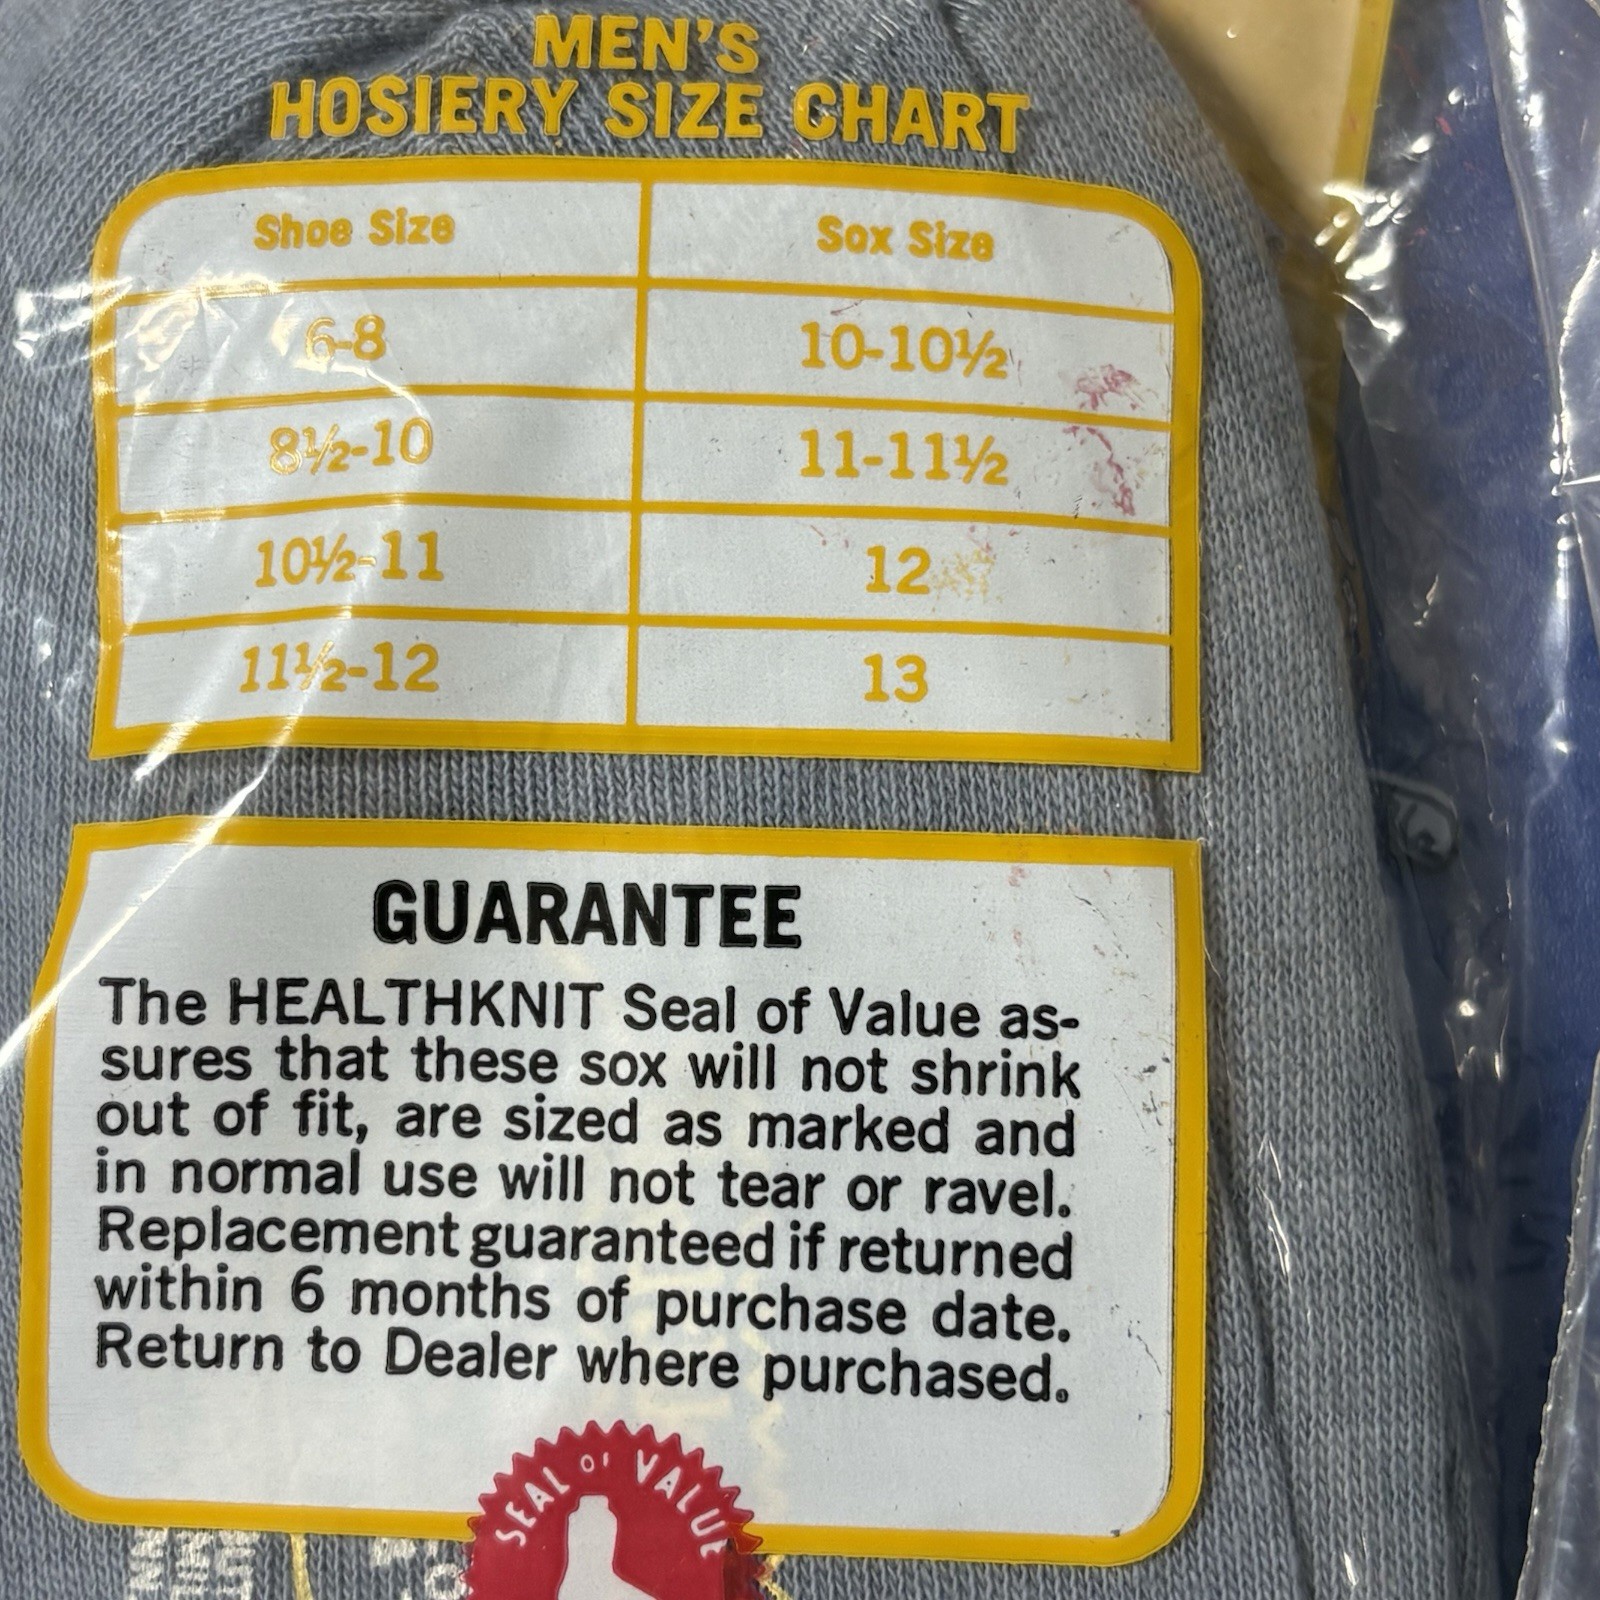 MEN'S
HOSIERY SIZE CHART
Shoe Size Sox Size
6-8 10-10½
8½-10 11-11½
10½-11 12
11½-12 13
GUARANTEE
The HEALTHKNIT Seal of Value as-
sures that these sox will not shrink
out of fit, are sized as marked and
in normal use will not tear or ravel.
Replacement guaranteed if returned
within 6 months of purchase date.
Return to Dealer where purchased.
SEAL OF VALUE